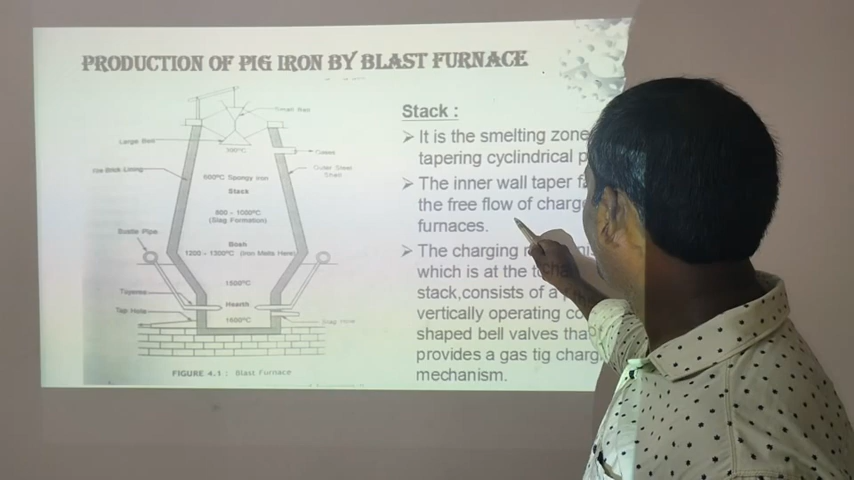 PRODUCTION OF PIG IRON BY BLAST FURNACE
Small Bell
Large Bell
300°C
Gases
Fire Brick Lining
Outer Steel
Shell
600°C Spongy Iron
Stack
800 - 1000°C
(Slag Formation)
Bustle Pipe
Bosh
1200 - 1300°C (Iron Melts Here)
1500°C
Tuyeres
Hearth
Tap Hole
1600°C
Slag Hole
FIGURE 4.1 : Blast Furnace
Stack :
➢ It is the smelting zone
tapering cyclindrical p
➢ The inner wall taper f
the free flow of charge
furnaces.
➢ The charging
which is at the
stack,consists of a
vertically operating co
shaped bell valves tha
provides a gas tig charg
mechanism.